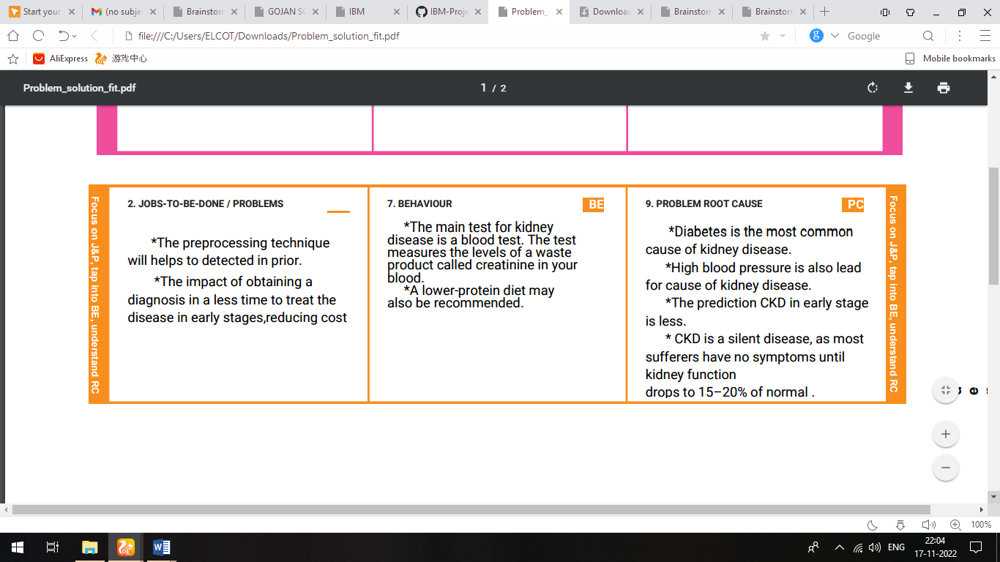 Start your
(no subje
Brainstorm
GOJAN SC
IBM
IBM-Proje
Problem_
Download
Brainstorm
Brainstorm
file:///C:/Users/ELCOT/Downloads/Problem_solution_fit.pdf
Google
AliExpress
游戏中心
Mobile bookmarks
Problem_solution_fit.pdf
1 / 2
Focus on J&P, tap into BE, understand RC
2. JOBS-TO-BE-DONE / PROBLEMS
*The preprocessing technique
will helps to detected in prior.
*The impact of obtaining a
diagnosis in a less time to treat the
disease in early stages,reducing cost
7. BEHAVIOUR
BE
*The main test for kidney
disease is a blood test. The test
measures the levels of a waste
product called creatinine in your
blood.
*A lower-protein diet may
also be recommended.
9. PROBLEM ROOT CAUSE
PC
*Diabetes is the most common
cause of kidney disease.
*High blood pressure is also lead
for cause of kidney disease.
*The prediction CKD in early stage
is less.
* CKD is a silent disease, as most
sufferers have no symptoms until
kidney function
drops to 15–20% of normal .
Focus on J&P, tap into BE, understand RC
100%
ENG
22:04
17-11-2022